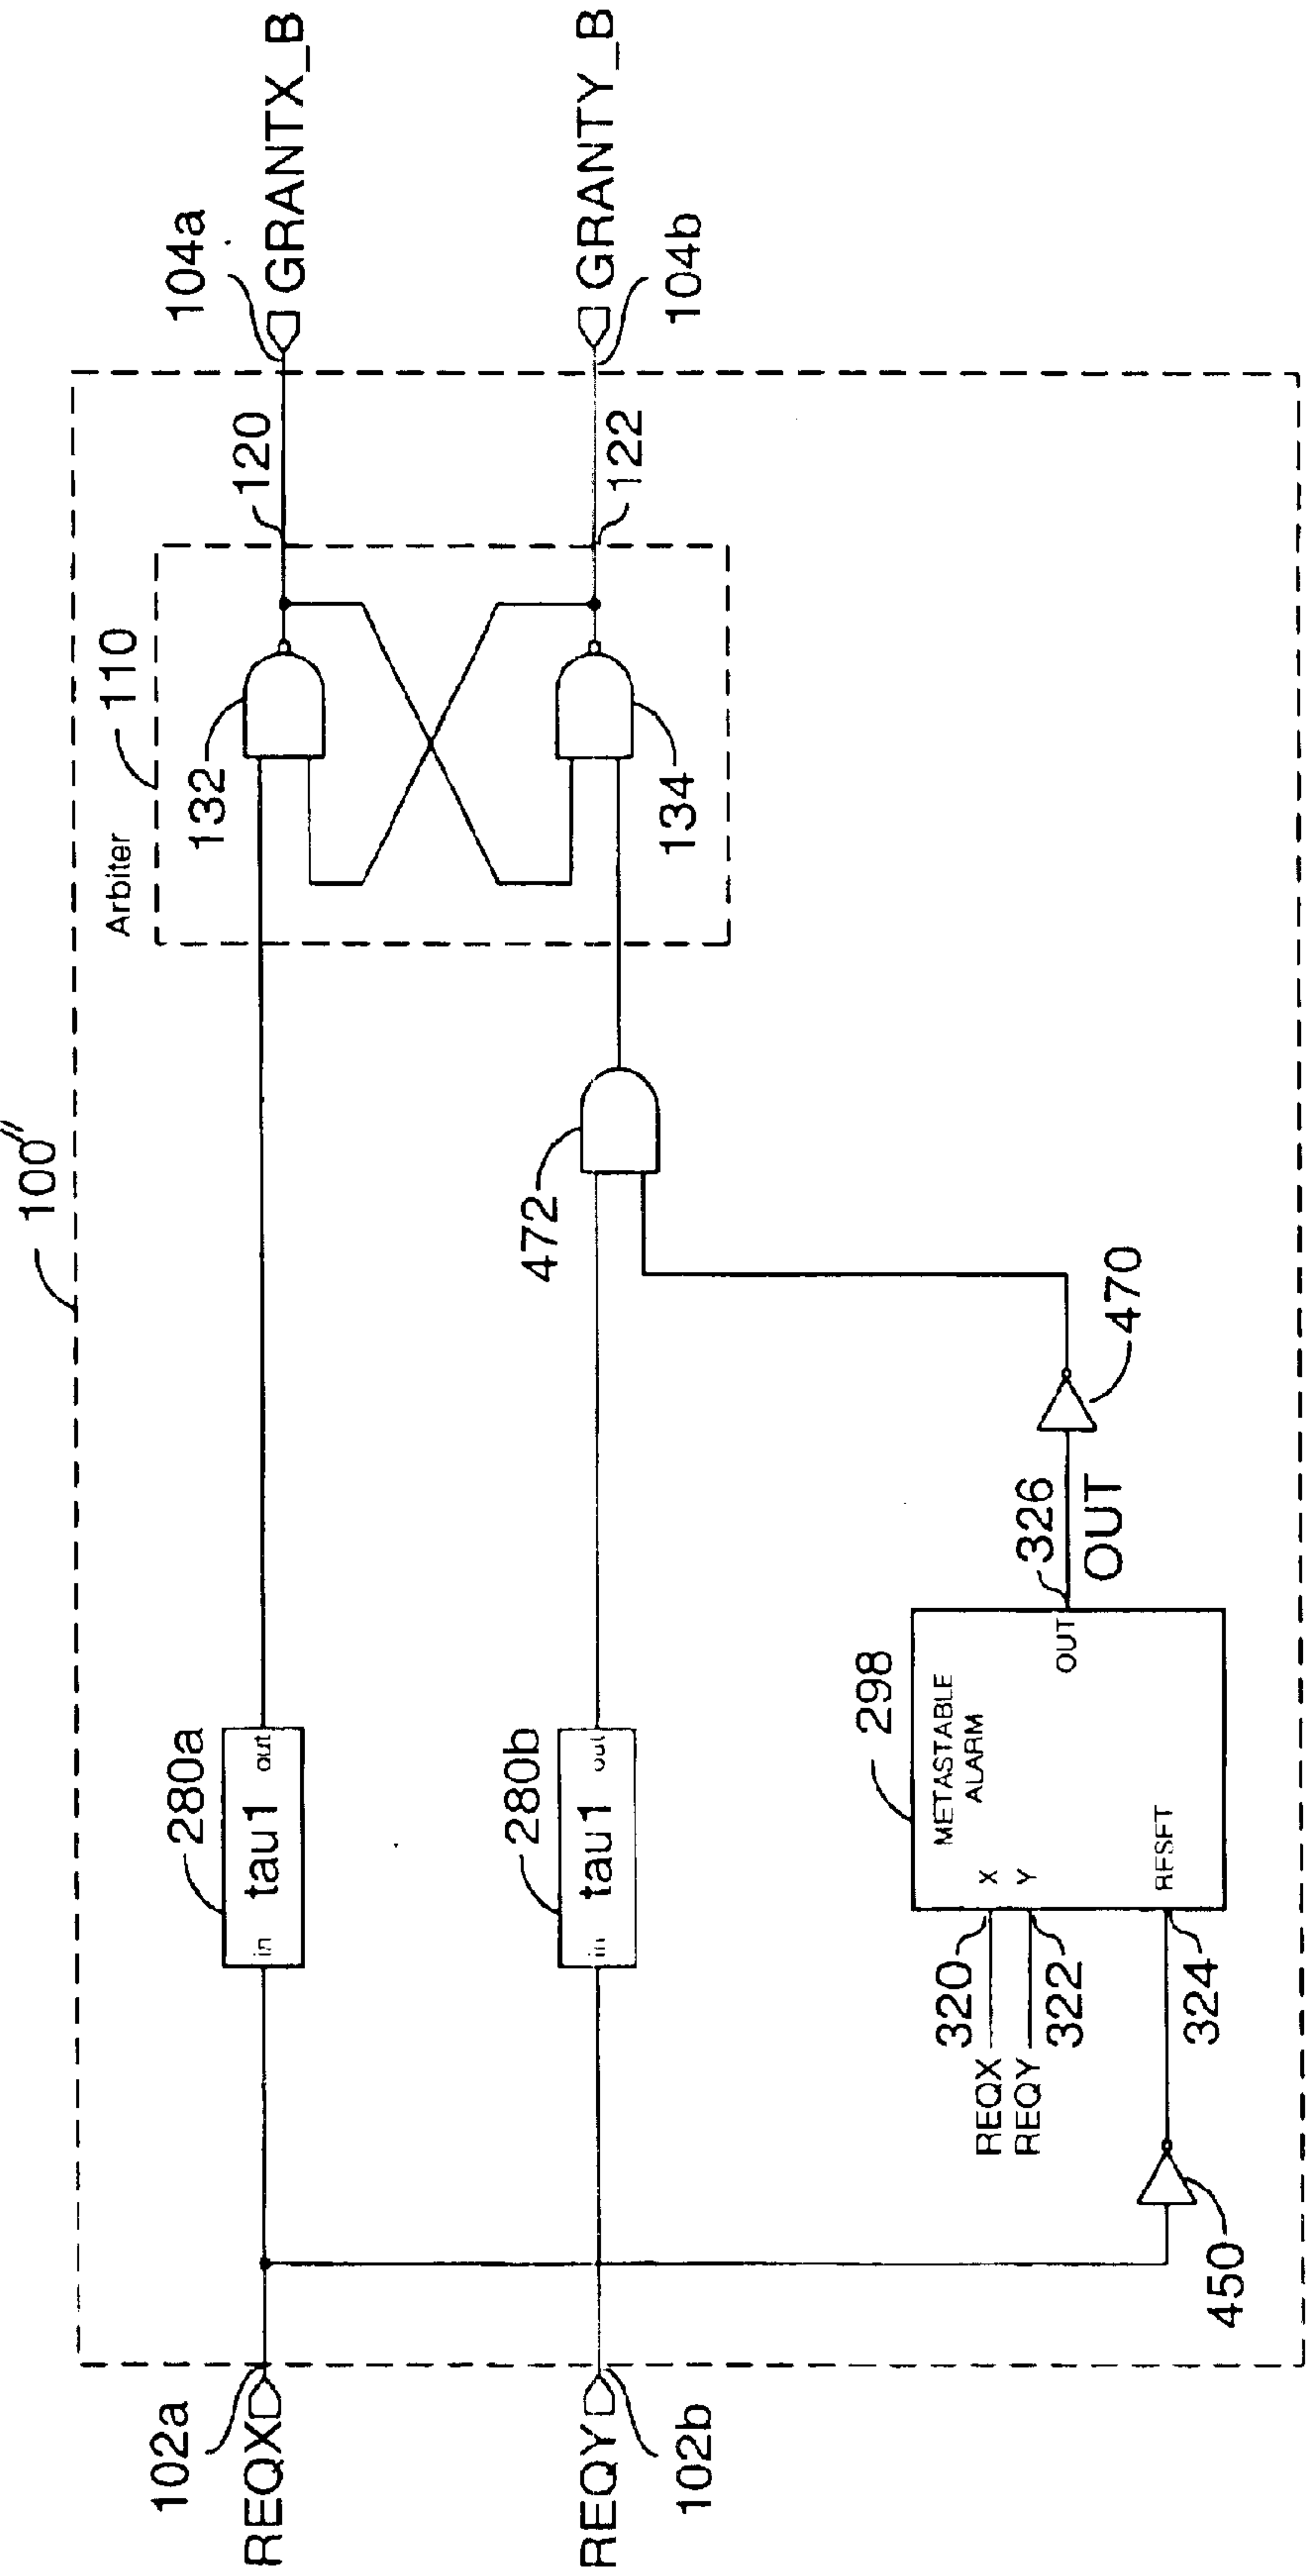 100"
102a
REQX
REQY
102b
280a
in tau1 out
280b
in tau1 out
Arbiter
110
132
134
120
122
104a
GRANTX_B
GRANTY_B
104b
472
470
298
METASTABLE
ALARM
X
Y
RESET
OUT
326
OUT
REQX
320
REQY
322
324
450